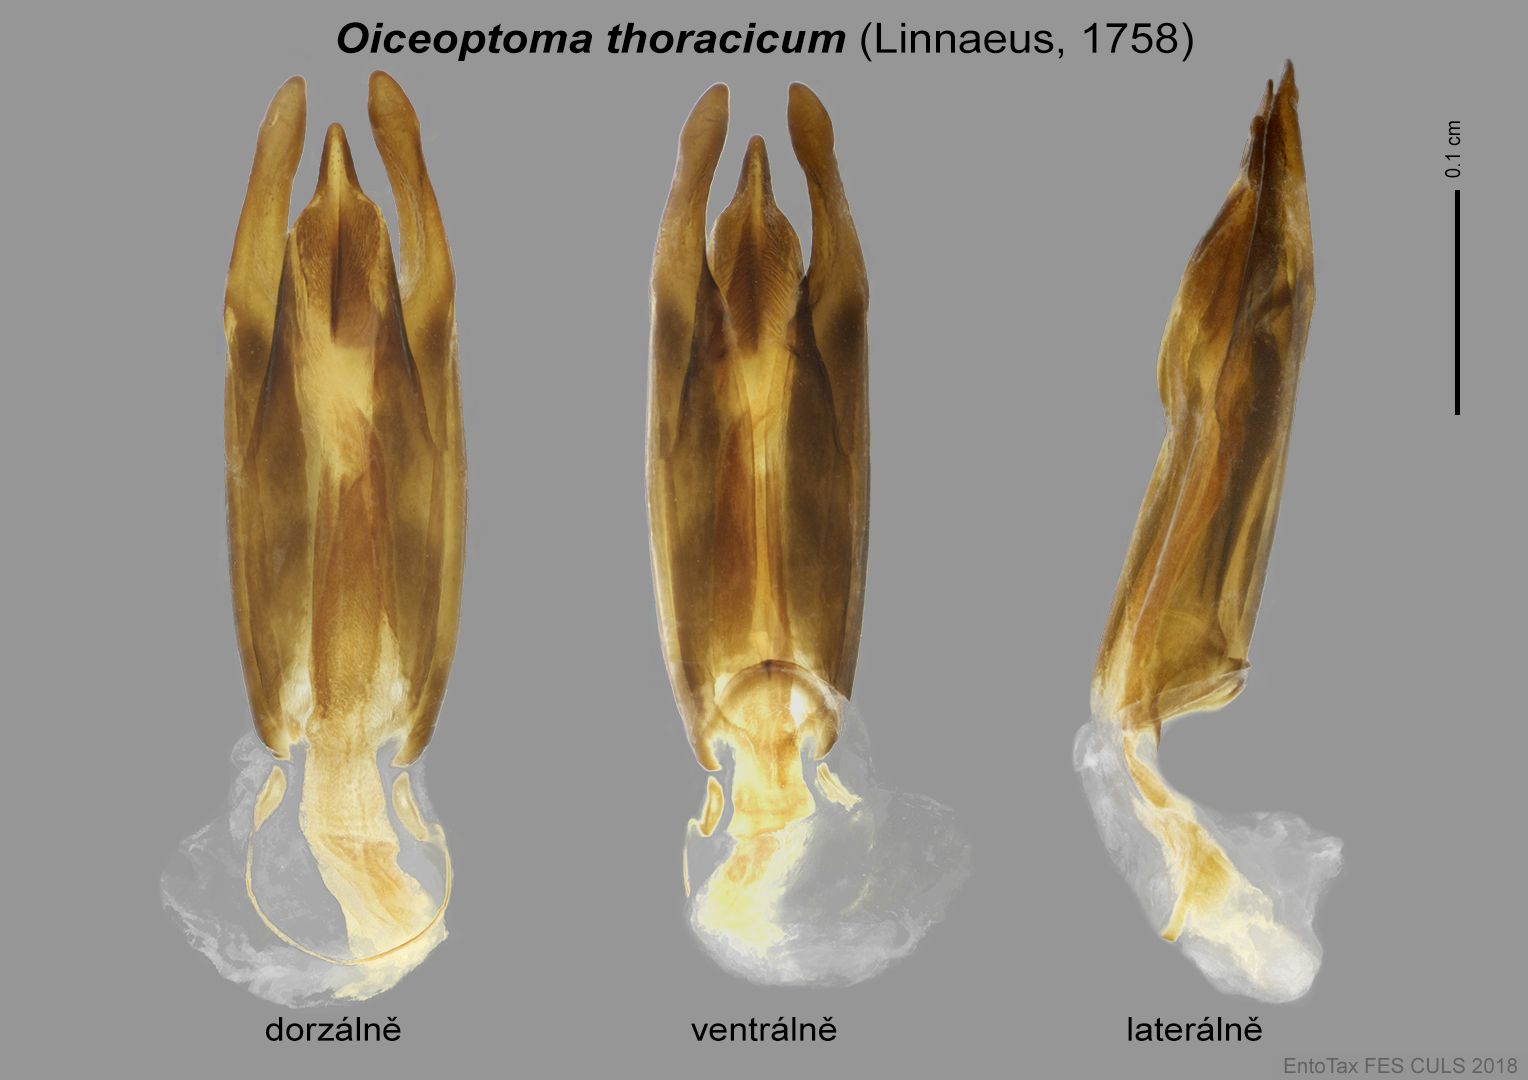 Oiceoptoma thoracicum (Linnaeus, 1758)
0.1 cm
dorzálně
ventrálně
laterálně
EntoTax FES CULS 2018